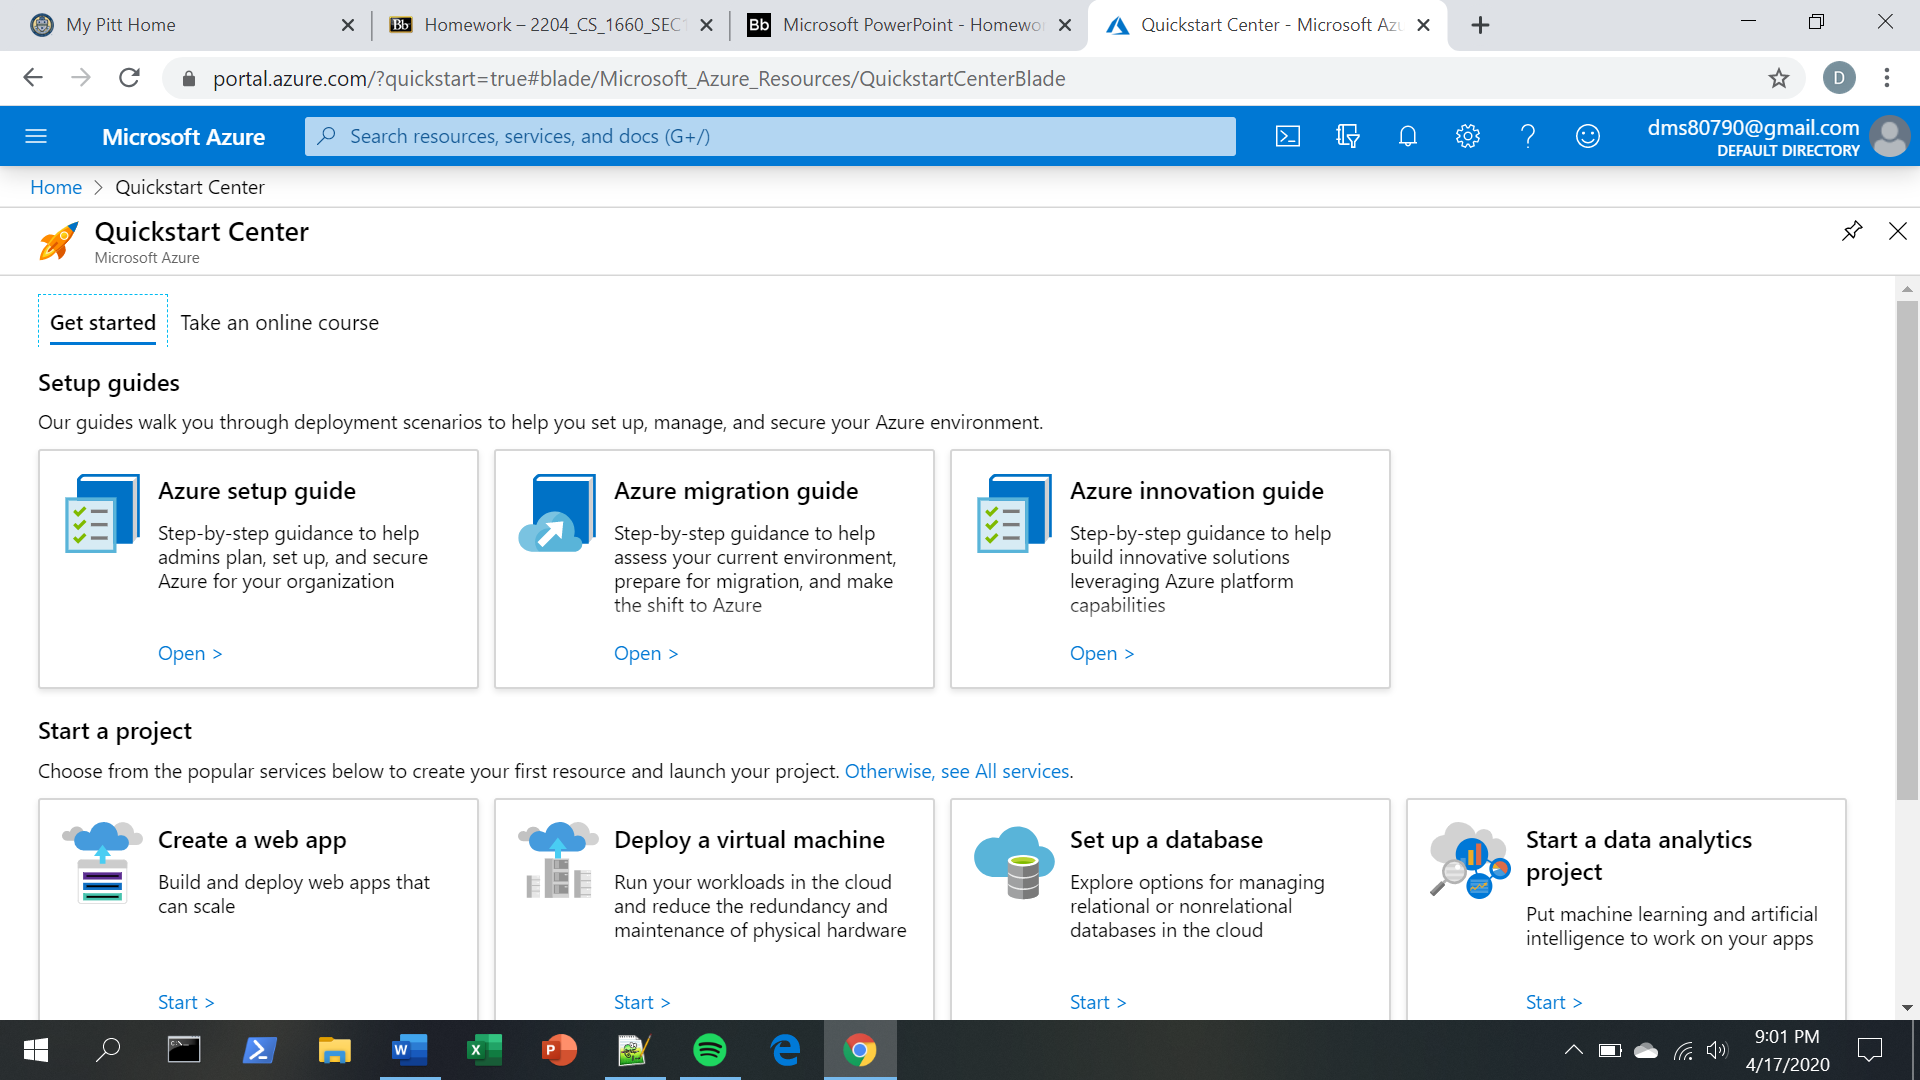 My Pitt Home
Homework – 2204_CS_1660_SEC1
Microsoft PowerPoint - Homewor
Quickstart Center - Microsoft Azu
portal.azure.com/?quickstart=true#blade/Microsoft_Azure_Resources/QuickstartCenterBlade
D
Microsoft Azure
Search resources, services, and docs (G+/)
dms80790@gmail.com
DEFAULT DIRECTORY
Home > Quickstart Center
Quickstart Center
Microsoft Azure
Get started
Take an online course
Setup guides
Our guides walk you through deployment scenarios to help you set up, manage, and secure your Azure environment.
Azure setup guide
Step-by-step guidance to help
admins plan, set up, and secure
Azure for your organization
Open >
Azure migration guide
Step-by-step guidance to help
assess your current environment,
prepare for migration, and make
the shift to Azure
Open >
Azure innovation guide
Step-by-step guidance to help
build innovative solutions
leveraging Azure platform
capabilities
Open >
Start a project
Choose from the popular services below to create your first resource and launch your project. Otherwise, see All services.
Create a web app
Build and deploy web apps that
can scale
Start >
Deploy a virtual machine
Run your workloads in the cloud
and reduce the redundancy and
maintenance of physical hardware
Start >
Set up a database
Explore options for managing
relational or nonrelational
databases in the cloud
Start >
Start a data analytics
project
Put machine learning and artificial
intelligence to work on your apps
Start >
9:01 PM
4/17/2020